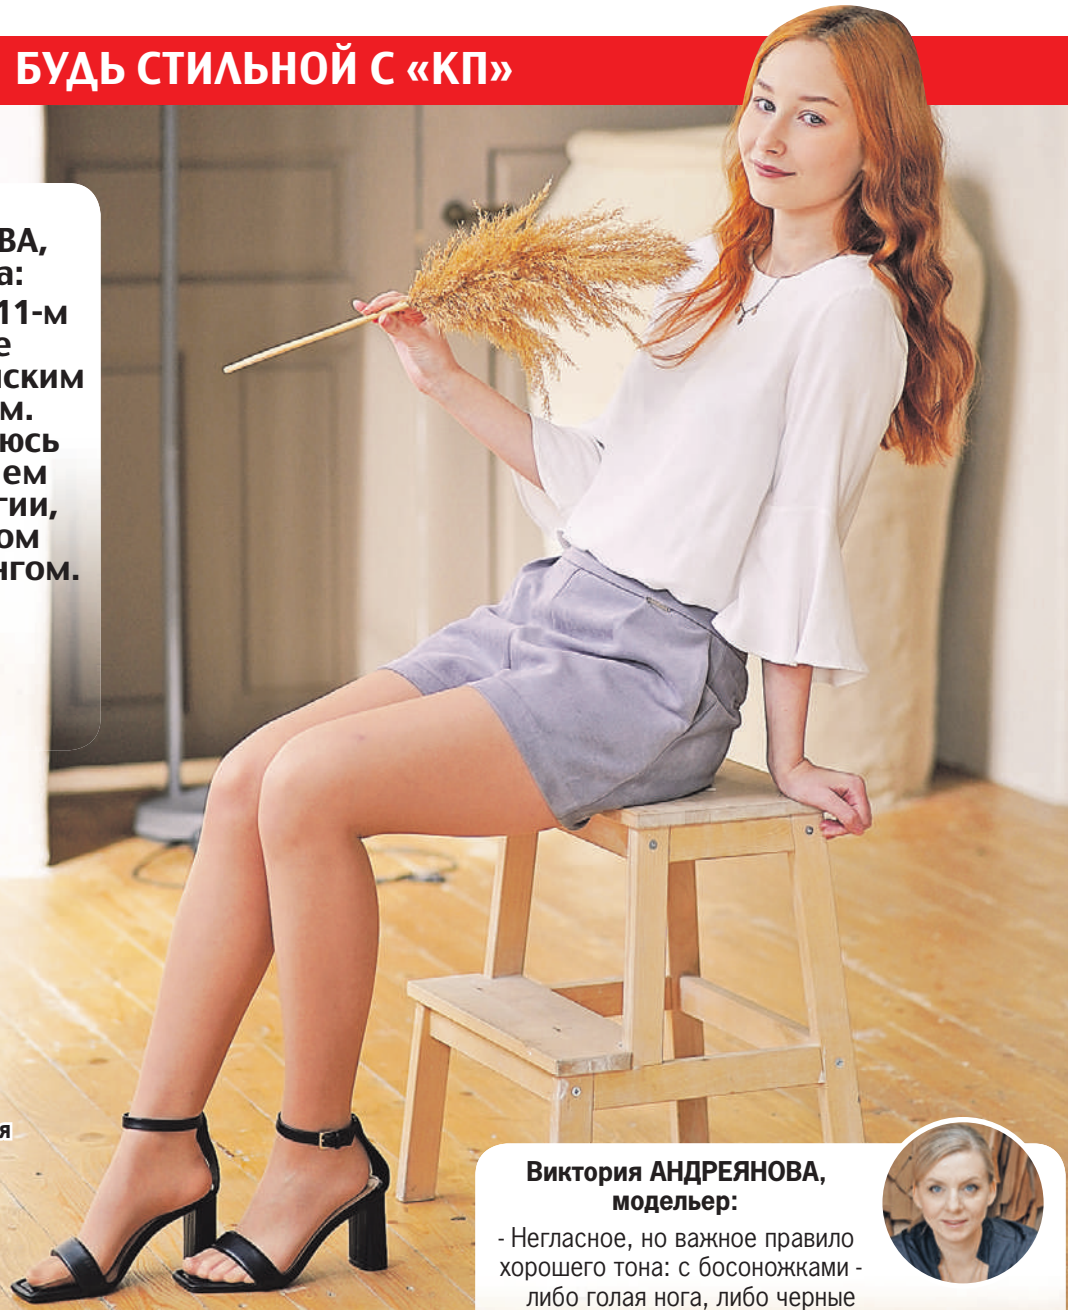 БУДЬ СТИЛЬНОЙ С «КП»
ВА,
а:
11-м
е
ским
м.
юсь
ем
гии,
ом
нгом.
я
Виктория АНДРЕЯНОВА,
модельер:
- Негласное, но важное правило
хорошего тона: с босоножками -
либо голая нога, либо черные